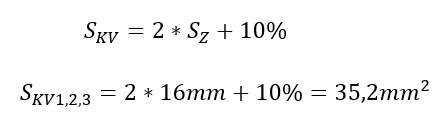 S_KV = 2 * S_Z + 10%
S_KV1,2,3 = 2 * 16mm + 10% = 35,2mm²